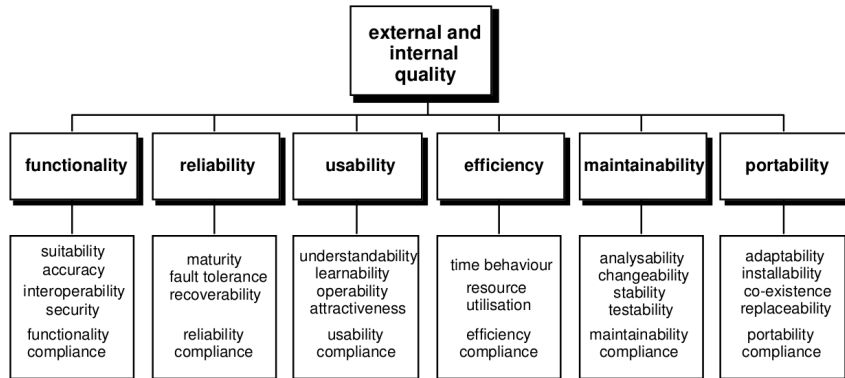 external and
internal
quality
functionality
reliability
usability
efficiency
maintainability
portability
suitability
accuracy
interoperability
security
functionality
compliance
maturity
fault tolerance
recoverability
reliability
compliance
understandability
learnability
operability
attractiveness
usability
compliance
time behaviour
resource
utilisation
efficiency
compliance
analysability
changeability
stability
testability
maintainability
compliance
adaptability
installability
co-existence
replaceability
portability
compliance